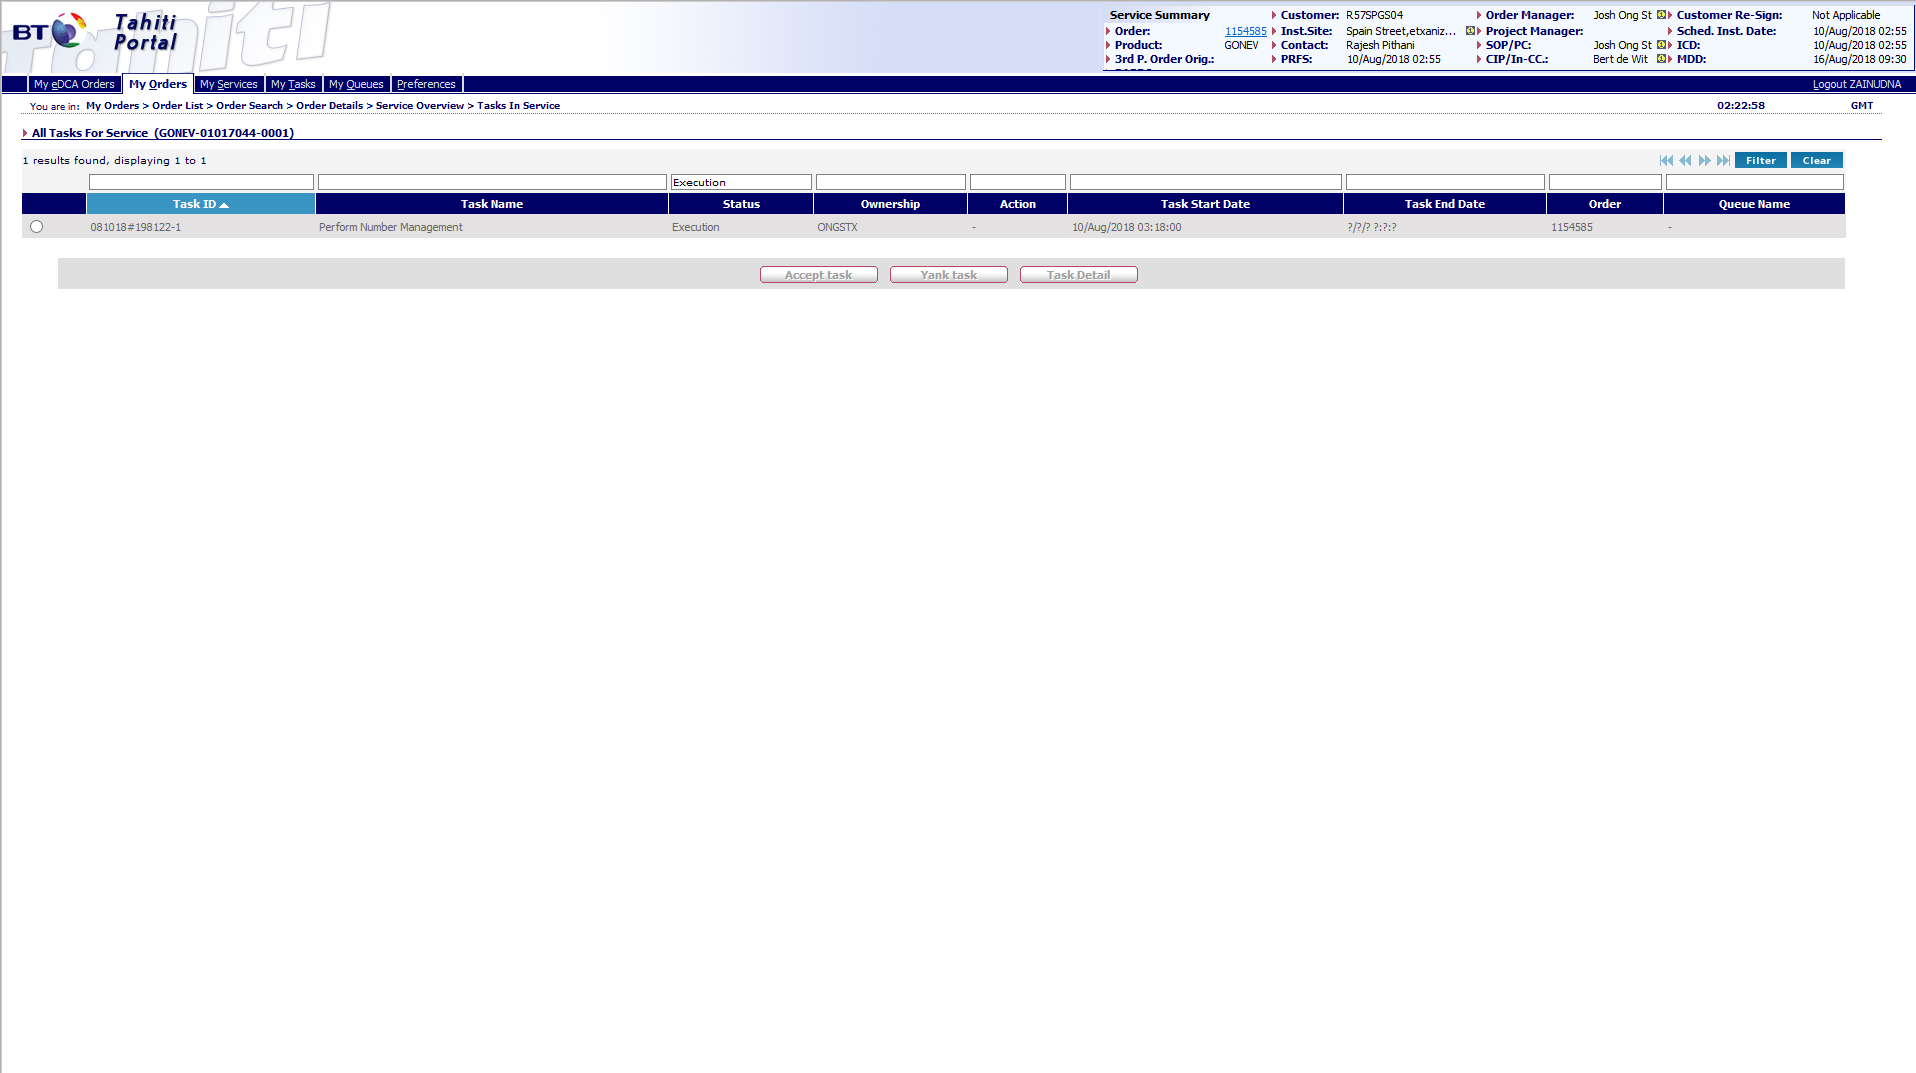 BT Tahiti Portal
Service Summary
Order: 1154585
Product: GONEV
3rd P. Order Orig.:
Customer: R57SPGS04
Inst.Site: Spain Street,etxaniz...
Contact: Rajesh Pithani
PRFS: 10/Aug/2018 02:55
Order Manager: Josh Ong St
Project Manager:
SOP/PC: Josh Ong St
CIP/In-CC.: Bert de Wit
Customer Re-Sign: Not Applicable
Sched. Inst. Date: 10/Aug/2018 02:55
ICD: 10/Aug/2018 02:55
MDD: 16/Aug/2018 09:30
My eDCA Orders My Orders My Services My Tasks My Queues Preferences Logout ZAINUDNA
You are in: My Orders > Order List > Order Search > Order Details > Service Overview > Tasks In Service 02:22:58 GMT
All Tasks For Service (GONEV-01017044-0001)
1 results found, displaying 1 to 1 Filter Clear
Execution
Task ID Task Name Status Ownership Action Task Start Date Task End Date Order Queue Name
081018#198122-1 Perform Number Management Execution ONGSTX - 10/Aug/2018 03:18:00 ?/?/? ?:?:? 1154585 -
Accept task Yank task Task Detail